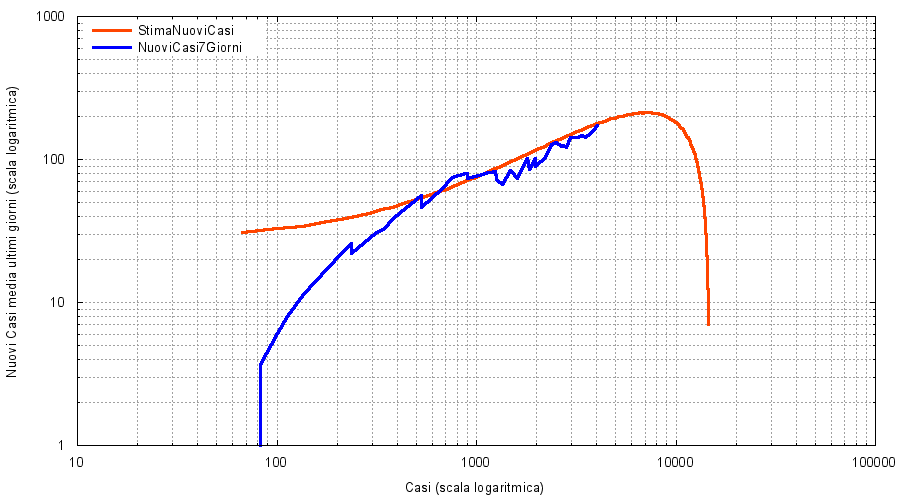 1000
StimaNuoviCasi
NuoviCasi7Giorni
100
10
1
Nuovi Casi media ultimi giorni (scala logaritmica)
10
100
1000
10000
100000
Casi (scala logaritmica)